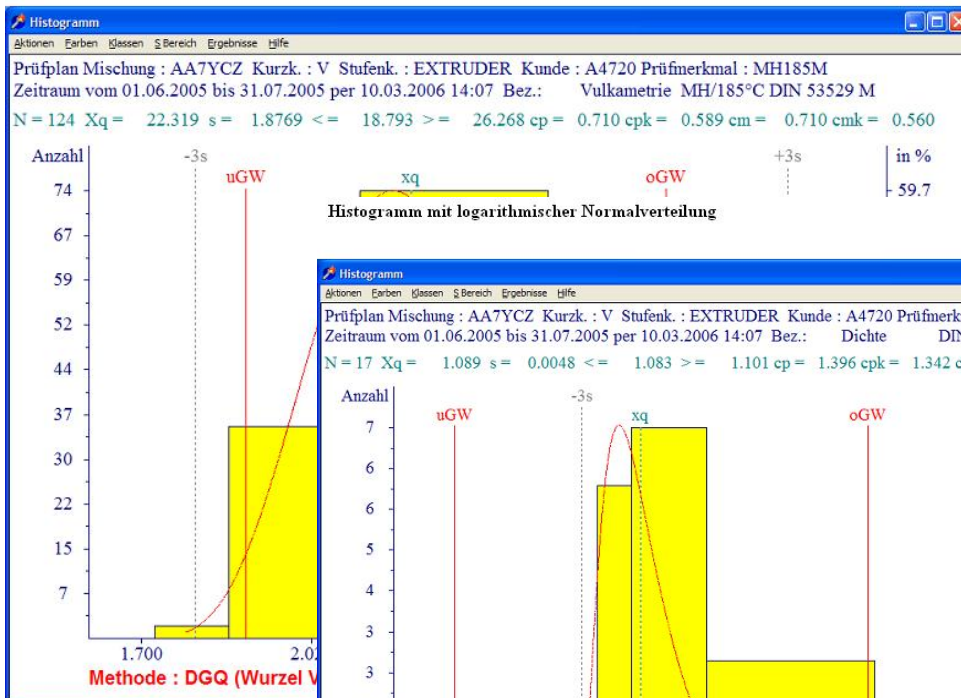 Histogramm
Aktionen Farben Klassen S Bereich Ergebnisse Hilfe
Prüfplan Mischung : AA7YCZ Kurzk. : V Stufenk. : EXTRUDER Kunde : A4720 Prüfmerkmal : MH185M
Zeitraum vom 01.06.2005 bis 31.07.2005 per 10.03.2006 14:07 Bez.: Vulkametrie MH/185°C DIN 53529 M
N = 124 Xq = 22.319 s = 1.8769 <= 18.793 >= 26.268 cp = 0.710 cpk = 0.589 cm = 0.710 cmk = 0.560
Anzahl -3s +3s in %
uGW xq oGW
74 59.7
67
59
52
44
37
30
22
15
7
1.700
Methode : DGQ (Wurzel V
Histogramm mit logarithmischer Normalverteilung
Histogramm
Aktionen Farben Klassen S Bereich Ergebnisse Hilfe
Prüfplan Mischung : AA7YCZ Kurzk. : V Stufenk. : EXTRUDER Kunde : A4720 Prüfmerk
Zeitraum vom 01.06.2005 bis 31.07.2005 per 10.03.2006 14:07 Bez.: Dichte DIN
N = 17 Xq = 1.089 s = 0.0048 <= 1.083 >= 1.101 cp = 1.396 cpk = 1.342 c
Anzahl -3s
uGW xq oGW
7
6
6
5
4
3
3